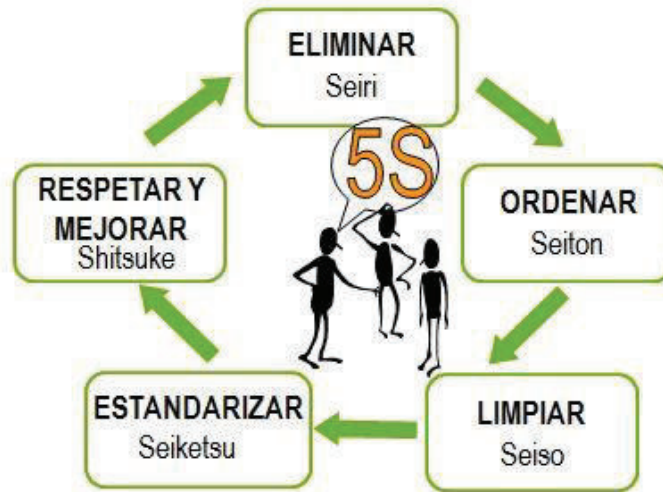 ELIMINAR
Seiri
5S
ORDENAR
Seiton
LIMPIAR
Seiso
ESTANDARIZAR
Seiketsu
RESPETAR Y
MEJORAR
Shitsuke